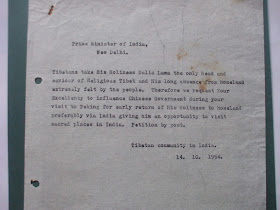 Prime Minister of India,
New Delhi.
Tibetans take His Holiness Dalai Lama the only head and
saviour of Religious Tibet and His long absence from homeland
extremely felt by the people. Therefore we request Your
Excellency to influence Chinese Government during your
visit to Peking for early return of His Holiness to Homeland
preferably via India giving him an opportunity to visit
sacred places in India. Petition by post.
Tibetan community in India.
14. 10. 1954.